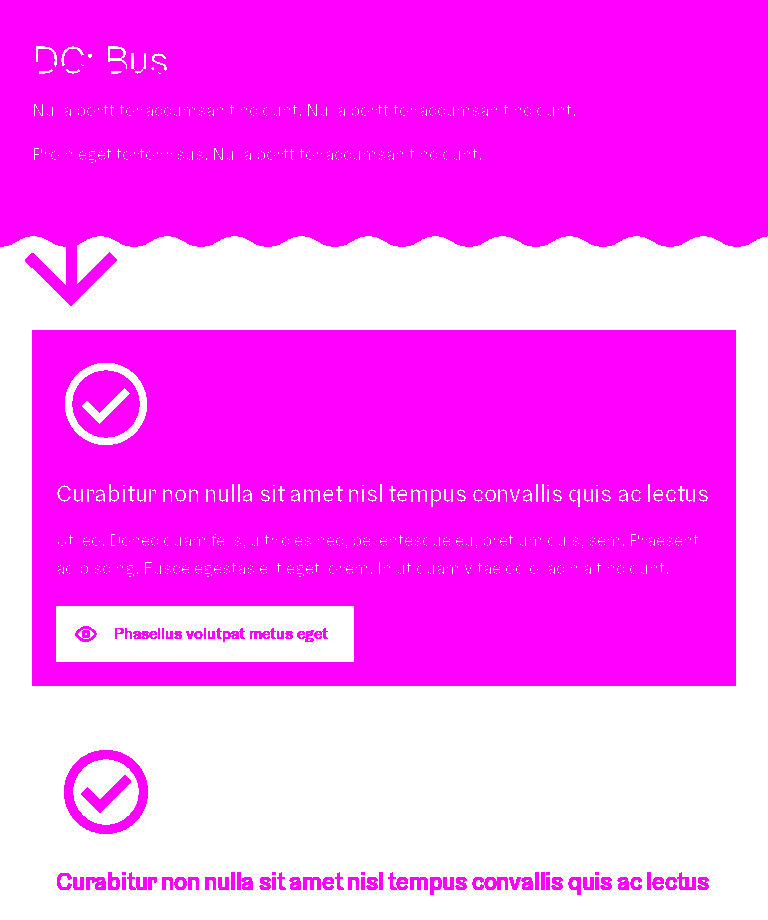 Bus
Nulla porttitor accumsan tincidunt. Nulla porttitor accumsan tincidunt.
Proin eget tortor risus. Nulla porttitor accumsan tincidunt.
Curabitur non nulla sit amet nisl tempus convallis quis ac lectus
Ut leo. Donec quam felis, ultricies nec, pellentesque eu, pretium quis, sem. Praesent
adipiscing. Fusce egestas elit eget lorem. In ut quam vitae odio lacinia tincidunt.
Phasellus volutpat metus eget
Curabitur non nulla sit amet nisl tempus convallis quis ac lectus